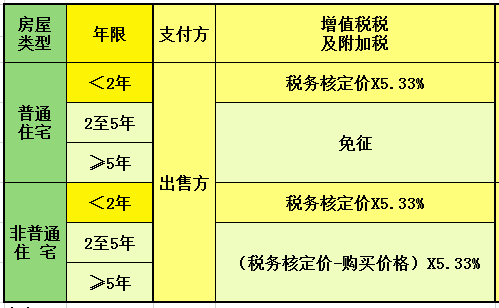 房屋
类型
年限
支付方
增值税税
及附加税
普通
住宅
<2年
出售方
税务核定价X5.33%
2至5年
免征
≥5年
非普通
住 宅
<2年
税务核定价X5.33%
2至5年
(税务核定价-购买价格)X5.33%
≥5年